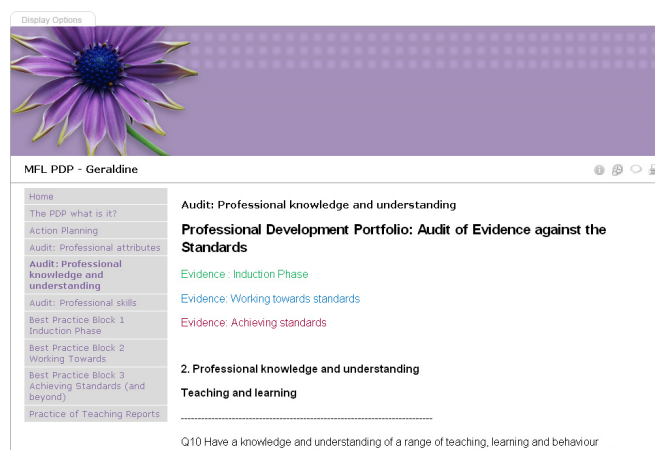 Display Options
MFL PDP - Geraldine
Home
The PDP what is it?
Action Planning
Audit: Professional attributes
Audit: Professional
knowledge and
understanding
Audit: Professional skills
Best Practice Block 1
Induction Phase
Best Practice Block 2
Working Towards
Best Practice Block 3
Achieving Standards (and
beyond)
Practice of Teaching Reports
Audit: Professional knowledge and understanding
Professional Development Portfolio: Audit of Evidence against the
Standards
Evidence : Induction Phase
Evidence: Working towards standards
Evidence: Achieving standards
2. Professional knowledge and understanding
Teaching and learning
---------------------------------------------------------------------------
Q10 Have a knowledge and understanding of a range of teaching, learning and behaviour